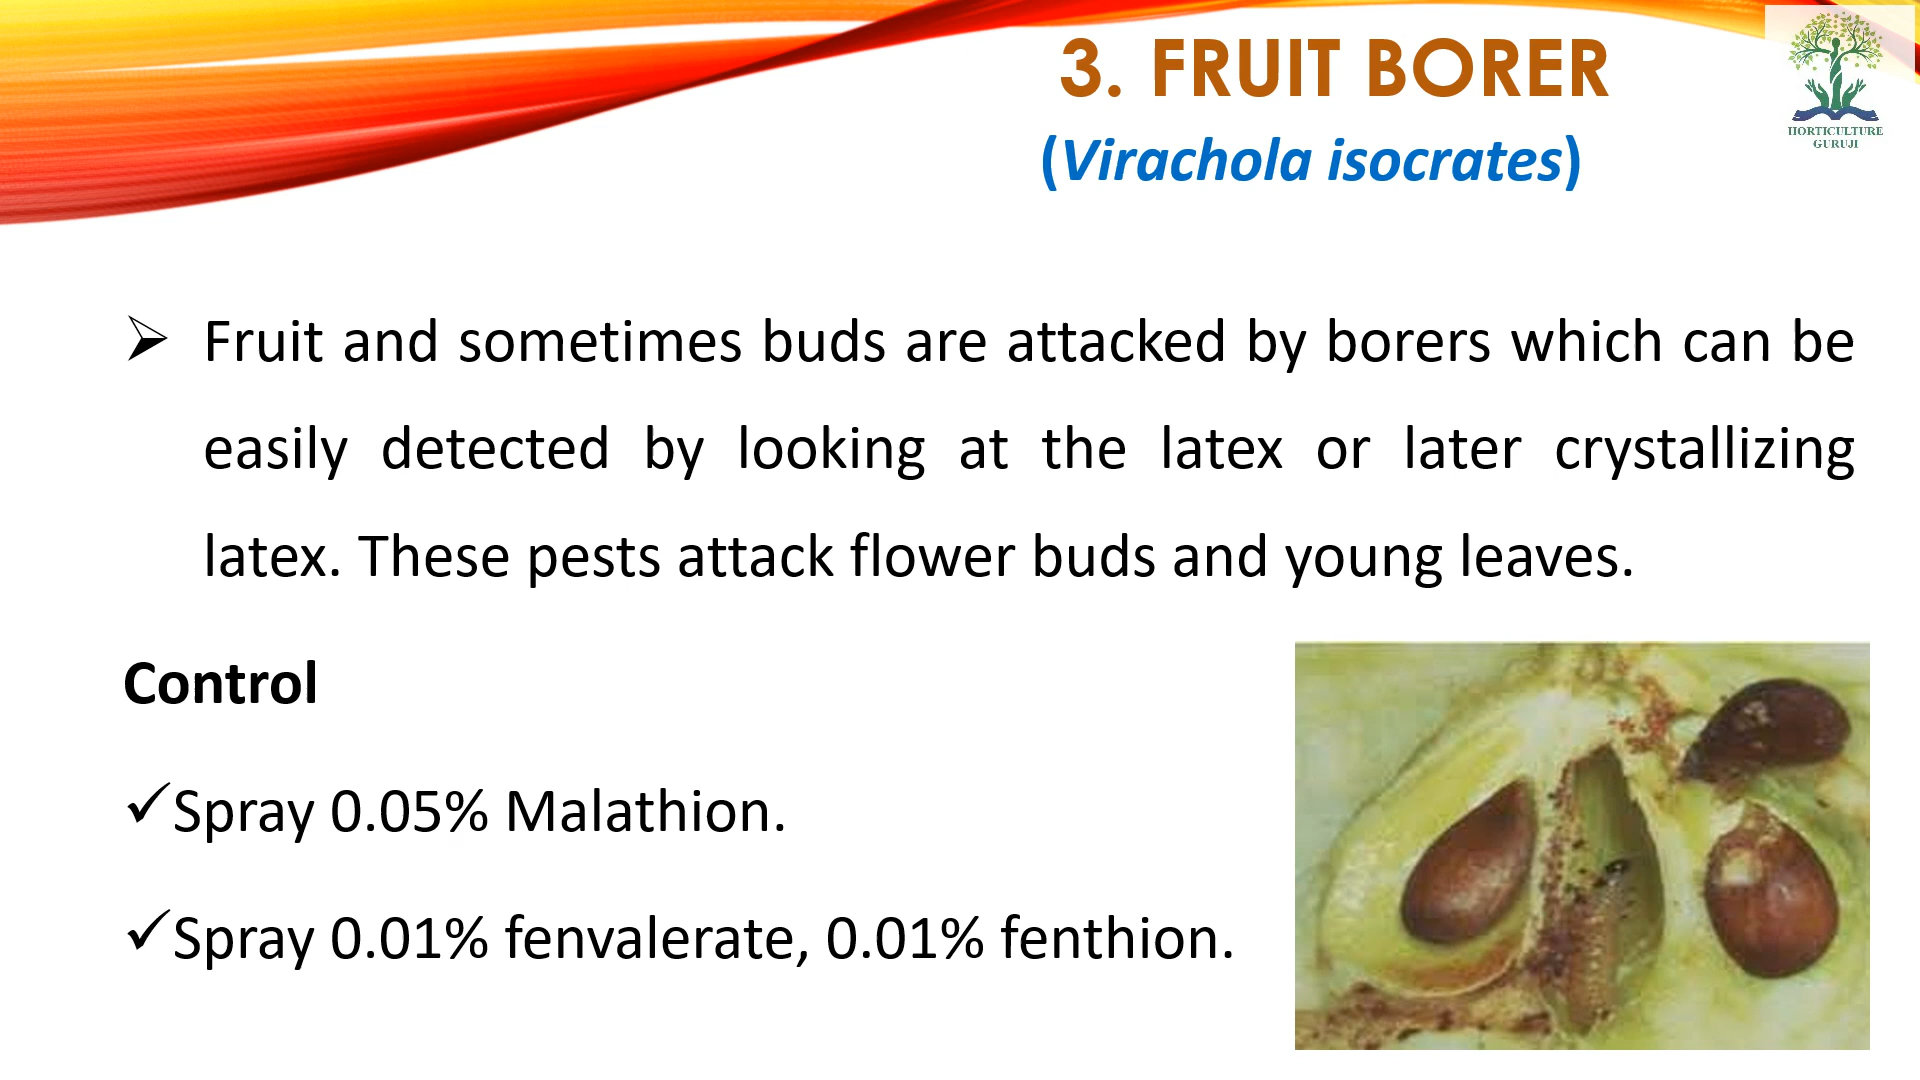 3. FRUIT BORER
(Virachola isocrates)
HORTICULTURE
GURUJI
➢ Fruit and sometimes buds are attacked by borers which can be
easily detected by looking at the latex or later crystallizing
latex. These pests attack flower buds and young leaves.
Control
✓Spray 0.05% Malathion.
✓Spray 0.01% fenvalerate, 0.01% fenthion.